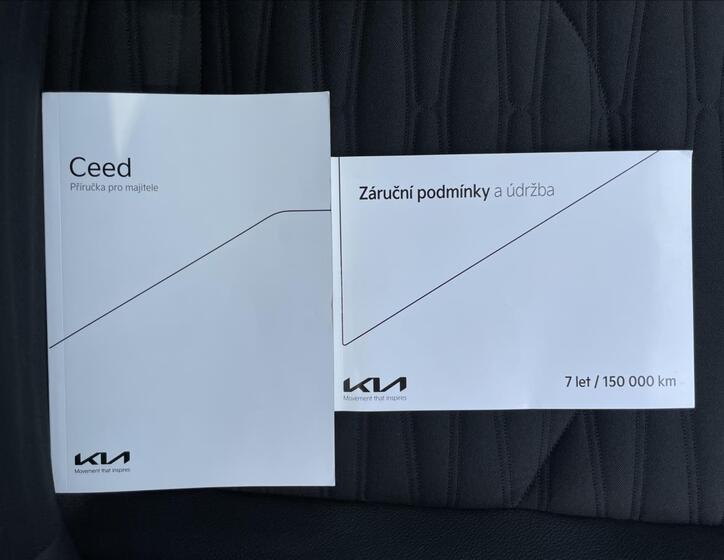 Ceed
Příručka pro majitele
KIA
Movement that inspires
Záruční podmínky a údržba
KIA
Movement that inspires
7 let / 150 000 km